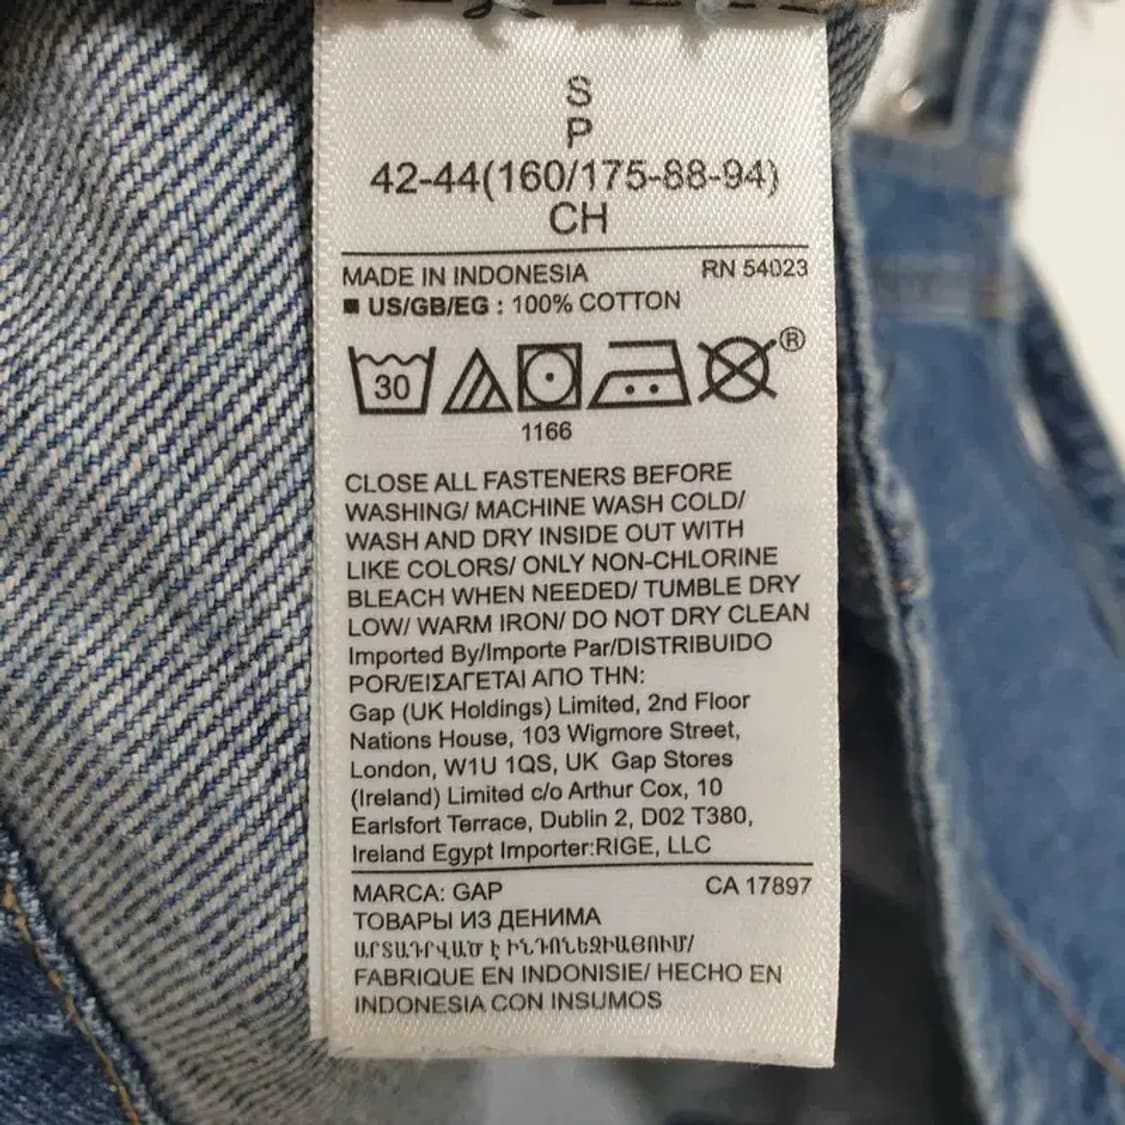 S
P
42-44(160/175-88-94)
CH
MADE IN INDONESIA RN 54023
■ US/GB/EG : 100% COTTON
30 ®
1166
CLOSE ALL FASTENERS BEFORE
WASHING/ MACHINE WASH COLD/
WASH AND DRY INSIDE OUT WITH
LIKE COLORS/ ONLY NON-CHLORINE
BLEACH WHEN NEEDED/ TUMBLE DRY
LOW/ WARM IRON/ DO NOT DRY CLEAN
Imported By/Importe Par/DISTRIBUIDO
POR/ΕΙΣΑΓΕΤΑΙ ΑΠΟ ΤΗΝ:
Gap (UK Holdings) Limited, 2nd Floor
Nations House, 103 Wigmore Street,
London, W1U 1QS, UK Gap Stores
(Ireland) Limited c/o Arthur Cox, 10
Earlsfort Terrace, Dublin 2, D02 T380,
Ireland Egypt Importer:RIGE, LLC
MARCA: GAP CA 17897
ТОВАРЫ ИЗ ДЕНИМА
ԱՐՏԱԴՐՎԱԾ Է ԻՆԴՈՆԵԶԻԱՅՈՒՄ/
FABRIQUE EN INDONISIE/ HECHO EN
INDONESIA CON INSUMOS